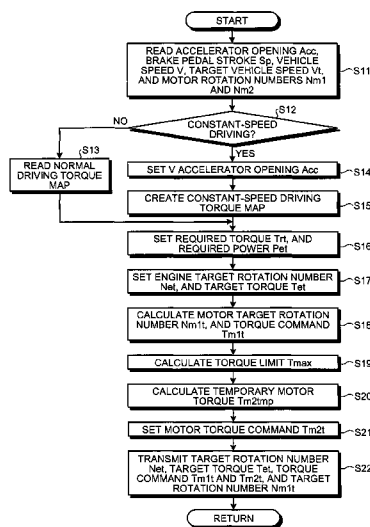 START
READ ACCELERATOR OPENING Acc,
BRAKE PEDAL STROKE Sp, VEHICLE
SPEED V, TARGET VEHICLE SPEED Vt,
AND MOTOR ROTATION NUMBERS Nm1
AND Nm2
S11
S12
CONSTANT-SPEED
DRIVING?
NO
YES
S13
READ NORMAL
DRIVING TORQUE
MAP
SET V ACCELERATOR OPENING Acc
S14
CREATE CONSTANT-SPEED DRIVING
TORQUE MAP
S15
SET REQUIRED TORQUE Trt, AND
REQUIRED POWER Pet
S16
SET ENGINE TARGET ROTATION NUMBER
Net, AND TARGET TORQUE Tet
S17
CALCULATE MOTOR TARGET ROTATION
NUMBER Nm1t, AND TORQUE COMMAND
Tm1t
S18
CALCULATE TORQUE LIMIT Tmax
S19
CALCULATE TEMPORARY MOTOR
TORQUE Tm2tmp
S20
SET MOTOR TORQUE COMMAND Tm2t
S21
TRANSMIT TARGET ROTATION NUMBER
Net, TARGET TORQUE Tet, TORQUE
COMMAND Tm1t AND Tm2t, AND TARGET
ROTATION NUMBER Nm1t
S22
RETURN